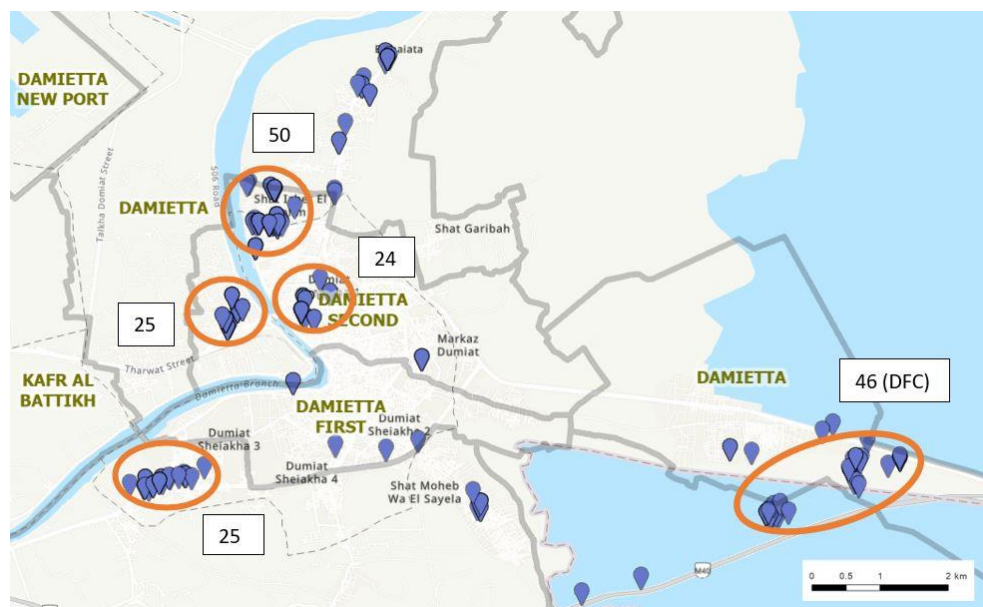 DAMIETTA
NEW PORT
50
506 Road
Talkha Domiat Street
DAMIETTA
Shat Garibah
24
DAMIETTA
SECOND
25
Tharwat Street
Markaz
Dumiat
KAFR AL
BATTIKH
Damietta Branch
DAMIETTA
46 (DFC)
DAMIETTA
FIRST
Dumiat
Sheiakha 3
Dumiat
Sheiakha 2
Dumiat
Sheiakha 4
Shat Moheb
Wa El Sayela
25
M40
0 0.5 1 2 km